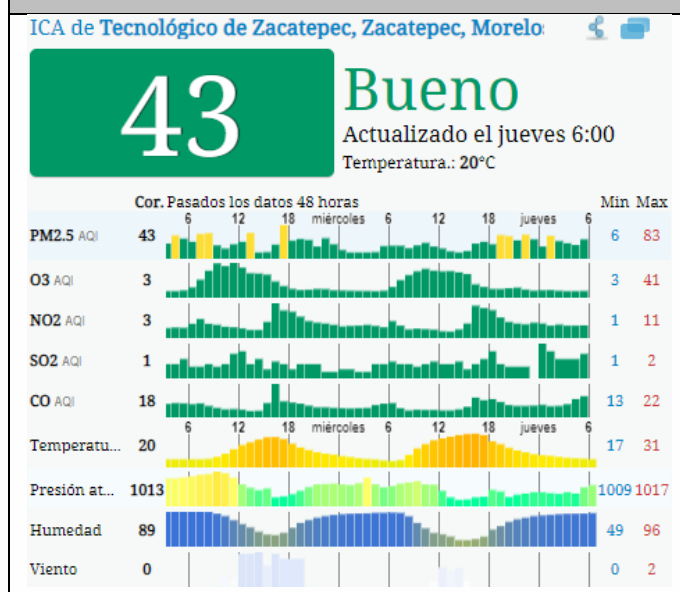 ICA de Tecnológico de Zacatepec, Zacatepec, Morelos
43
Bueno
Actualizado el jueves 6:00
Temperatura.: 20°C
Cor. Pasados los datos 48 horas Min Max
6 12 18 miércoles 6 12 18 jueves 6
PM2.5 AQI 43 6 83
O3 AQI 3 3 41
NO2 AQI 3 1 11
SO2 AQI 1 1 2
CO AQI 18 13 22
6 12 18 miércoles 6 12 18 jueves 6
Temperatu... 20 17 31
Presión at... 1013 1009 1017
Humedad 89 49 96
Viento 0 0 2